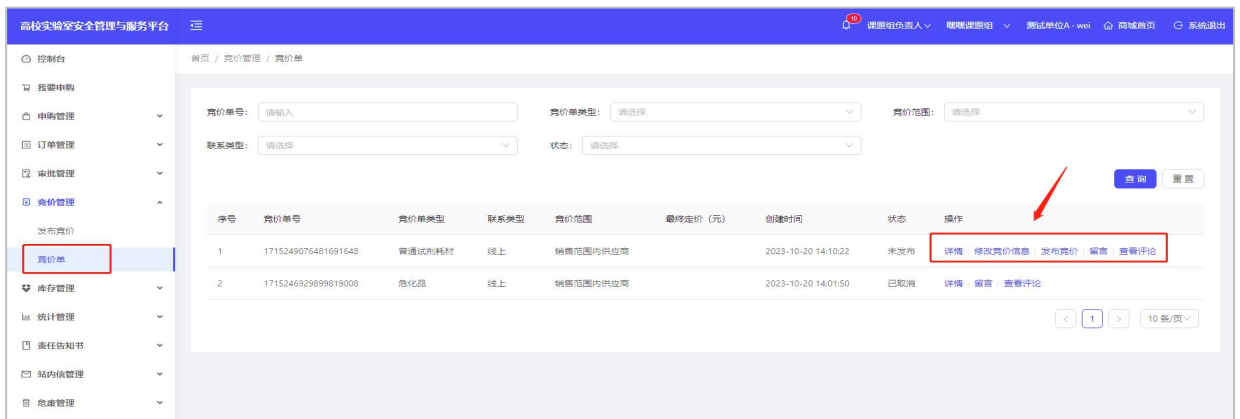 高校实验室安全管理与服务平台
10 课题组负责人 嘿嘿课题组 测试单位A · wei 商城首页 系统退出
首页 / 竞价管理 / 竞价单
控制台
我要申购
申购管理
订单管理
审批管理
竞价管理
发布竞价
竞价单
库存管理
统计管理
责任告知书
站内信管理
危废管理
竞价单号: 请输入 竞价单类型: 请选择 竞价范围: 请选择
联系类型: 请选择 状态: 请选择
查询 重置
序号 竞价单号 竞价单类型 联系类型 竞价范围 最终定价（元） 创建时间 状态 操作
1 1715249076481691648 普通试剂耗材 线上 销售范围内供应商 2023-10-20 14:10:22 未发布 详情 修改竞价信息 发布竞价 留言 查看评论
2 1715246929899819008 危化品 线上 销售范围内供应商 2023-10-20 14:01:50 已取消 详情 留言 查看评论
< 1 > 10 条/页